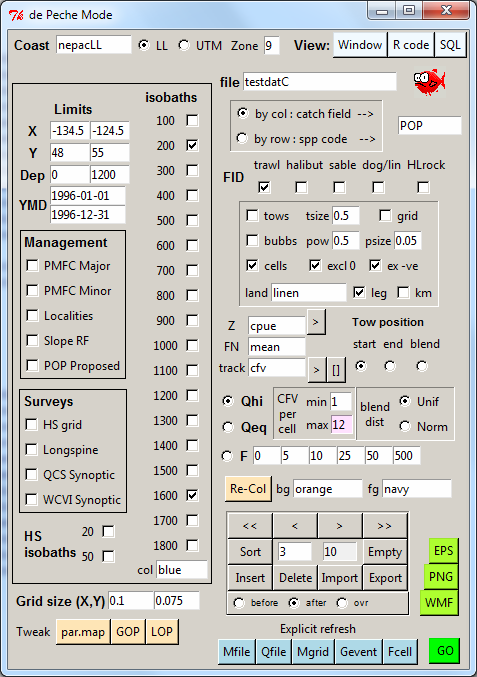 de Peche Mode
Coast nepacLL LL UTM Zone 9 View: Window R code SQL
file testdatC
Limits
X -134.5 -124.5
Y 48 55
Dep 0 1200
YMD 1996-01-01
1996-12-31
Management
PMFC Major
PMFC Minor
Localities
Slope RF
POP Proposed
Surveys
HS grid
Longspine
QCS Synoptic
WCVI Synoptic
HS isobaths 20
50
isobaths
100
200
300
400
500
600
700
800
900
1000
1100
1200
1300
1400
1500
1600
1700
1800
col blue
Grid size (X,Y) 0.1 0.075
Tweak par.map GOP LOP
by col : catch field -->
by row : spp code -->
POP
trawl halibut sable dog/lin HLrock
FID
tows tsize 0.5 grid
bubbs pow 0.5 psize 0.05
cells excl 0 ex -ve
land linen leg km
Z cpue >
FN mean
track cfv > []
Tow position
start end blend
Qhi
Qeq
CFV per cell
min 1
max 12
blend dist
Unif
Norm
F 0 5 10 25 50 500
Re-Col bg orange fg navy
<< < > >>
Sort 3 10 Empty
Insert Delete Import Export
before after ovr
EPS
PNG
WMF
Explicit refresh
Mfile Qfile Mgrid Gevent Fcell
GO